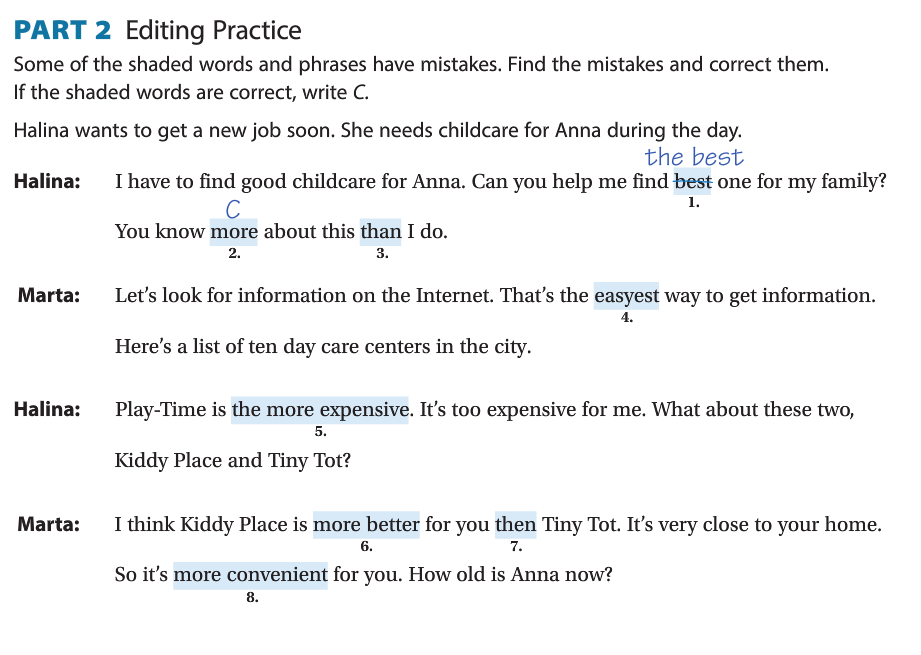 PART 2 Editing Practice
Some of the shaded words and phrases have mistakes. Find the mistakes and correct them.
If the shaded words are correct, write C.
Halina wants to get a new job soon. She needs childcare for Anna during the day.
the best
Halina: I have to find good childcare for Anna. Can you help me find best one for my family?
1.
C
You know more about this than I do.
2. 3.
Marta: Let's look for information on the Internet. That's the easyest way to get information.
4.
Here's a list of ten day care centers in the city.
Halina: Play-Time is the more expensive. It's too expensive for me. What about these two,
5.
Kiddy Place and Tiny Tot?
Marta: I think Kiddy Place is more better for you then Tiny Tot. It's very close to your home.
6. 7.
So it's more convenient for you. How old is Anna now?
8.